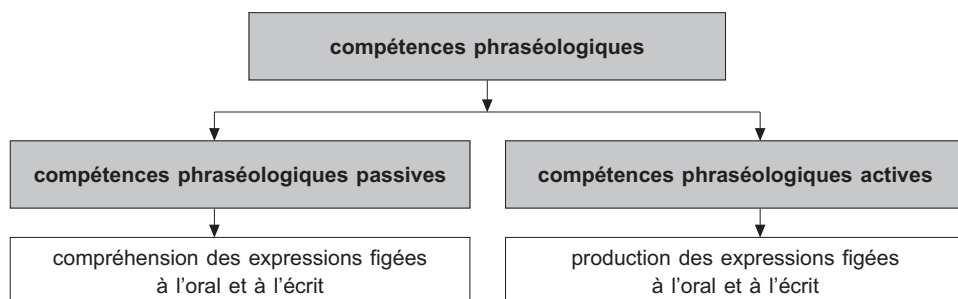 compétences phraséologiques
compétences phraséologiques passives
compétences phraséologiques actives
compréhension des expressions figées
à l’oral et à l’écrit
production des expressions figées
à l’oral et à l’écrit